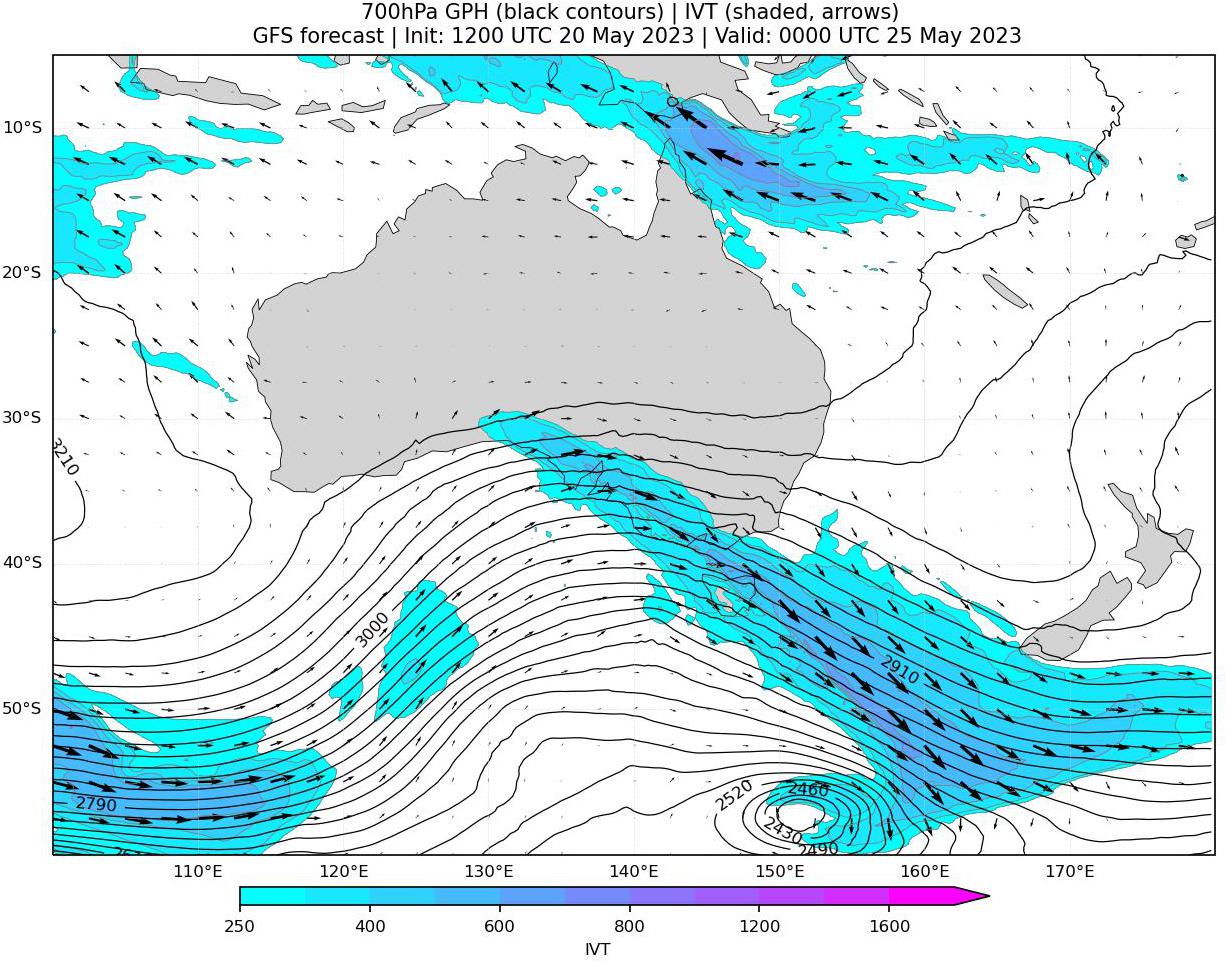 700hPa GPH (black contours) | IVT (shaded, arrows)
GFS forecast | Init: 1200 UTC 20 May 2023 | Valid: 0000 UTC 25 May 2023
10°S
20°S
30°S
3210
40°S
3000
2910
50°S
2790
2520
2460
2430
2490
110°E
120°E
130°E
140°E
150°E
160°E
170°E
250
400
600
800
1200
1600
IVT